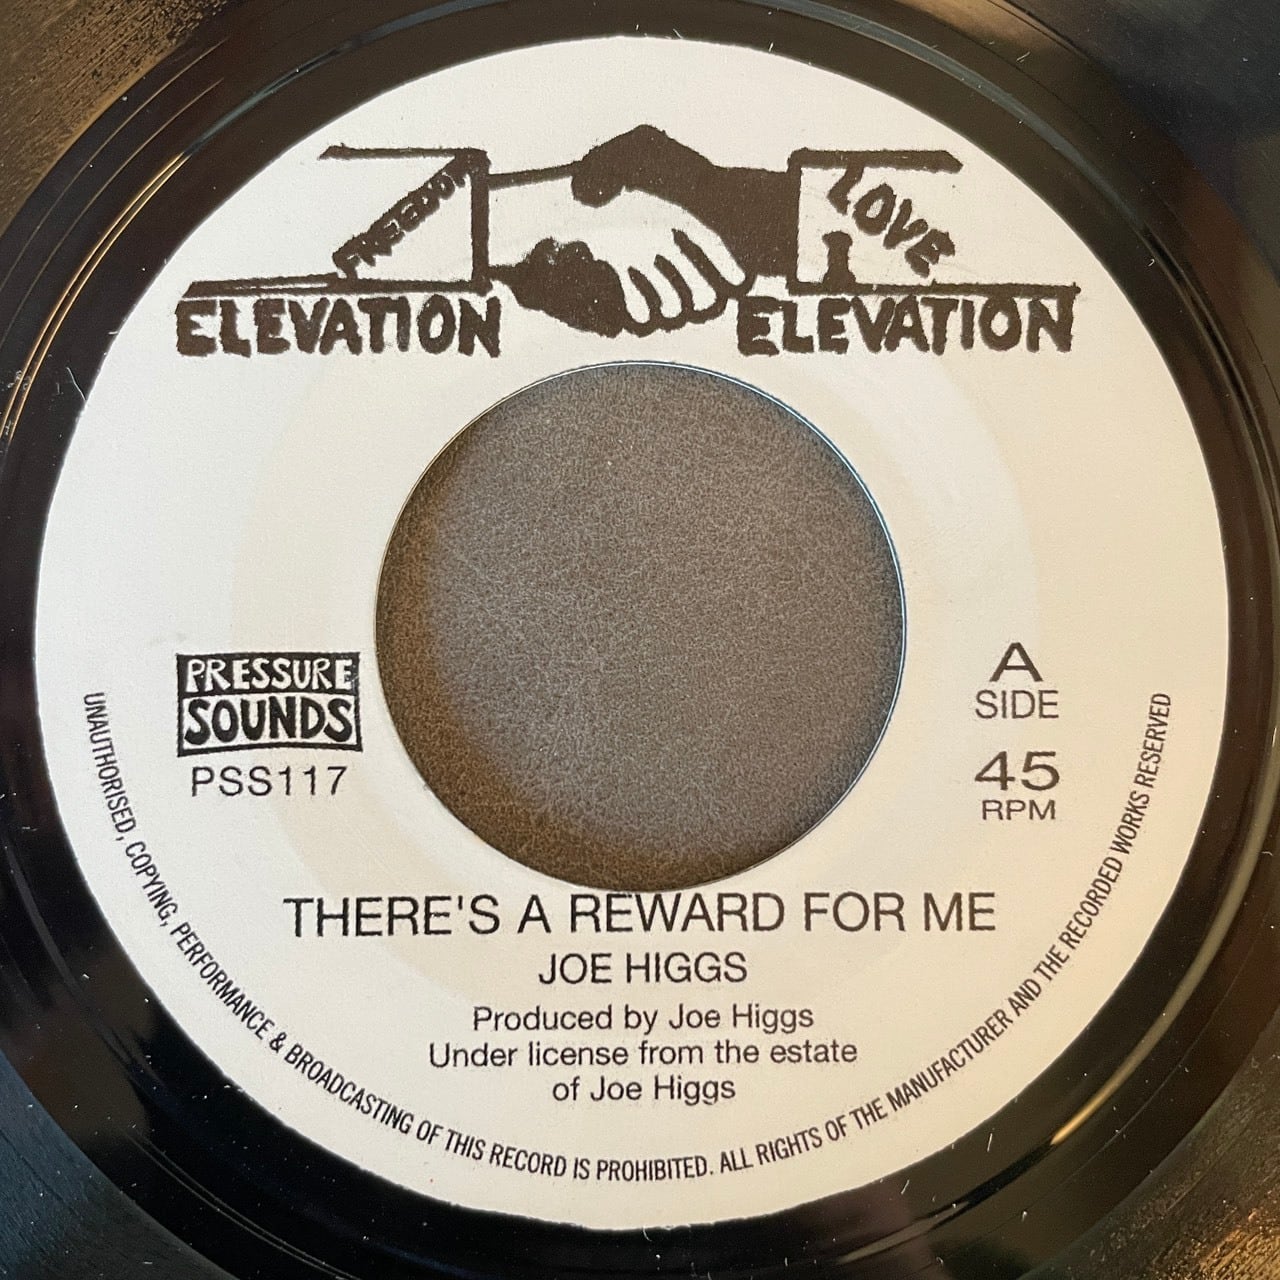 FREEDOM
LOVE
ELEVATION ELEVATION
PRESSURE
SOUNDS
PSS117
A
SIDE
45
RPM
THERE'S A REWARD FOR ME
JOE HIGGS
Produced by Joe Higgs
Under license from the estate
of Joe Higgs
UNAUTHORISED, COPYING, PERFORMANCE & BROADCASTING OF THIS RECORD IS PROHIBITED. ALL RIGHTS OF THE MANUFACTURER AND THE RECORDED WORKS RESERVED